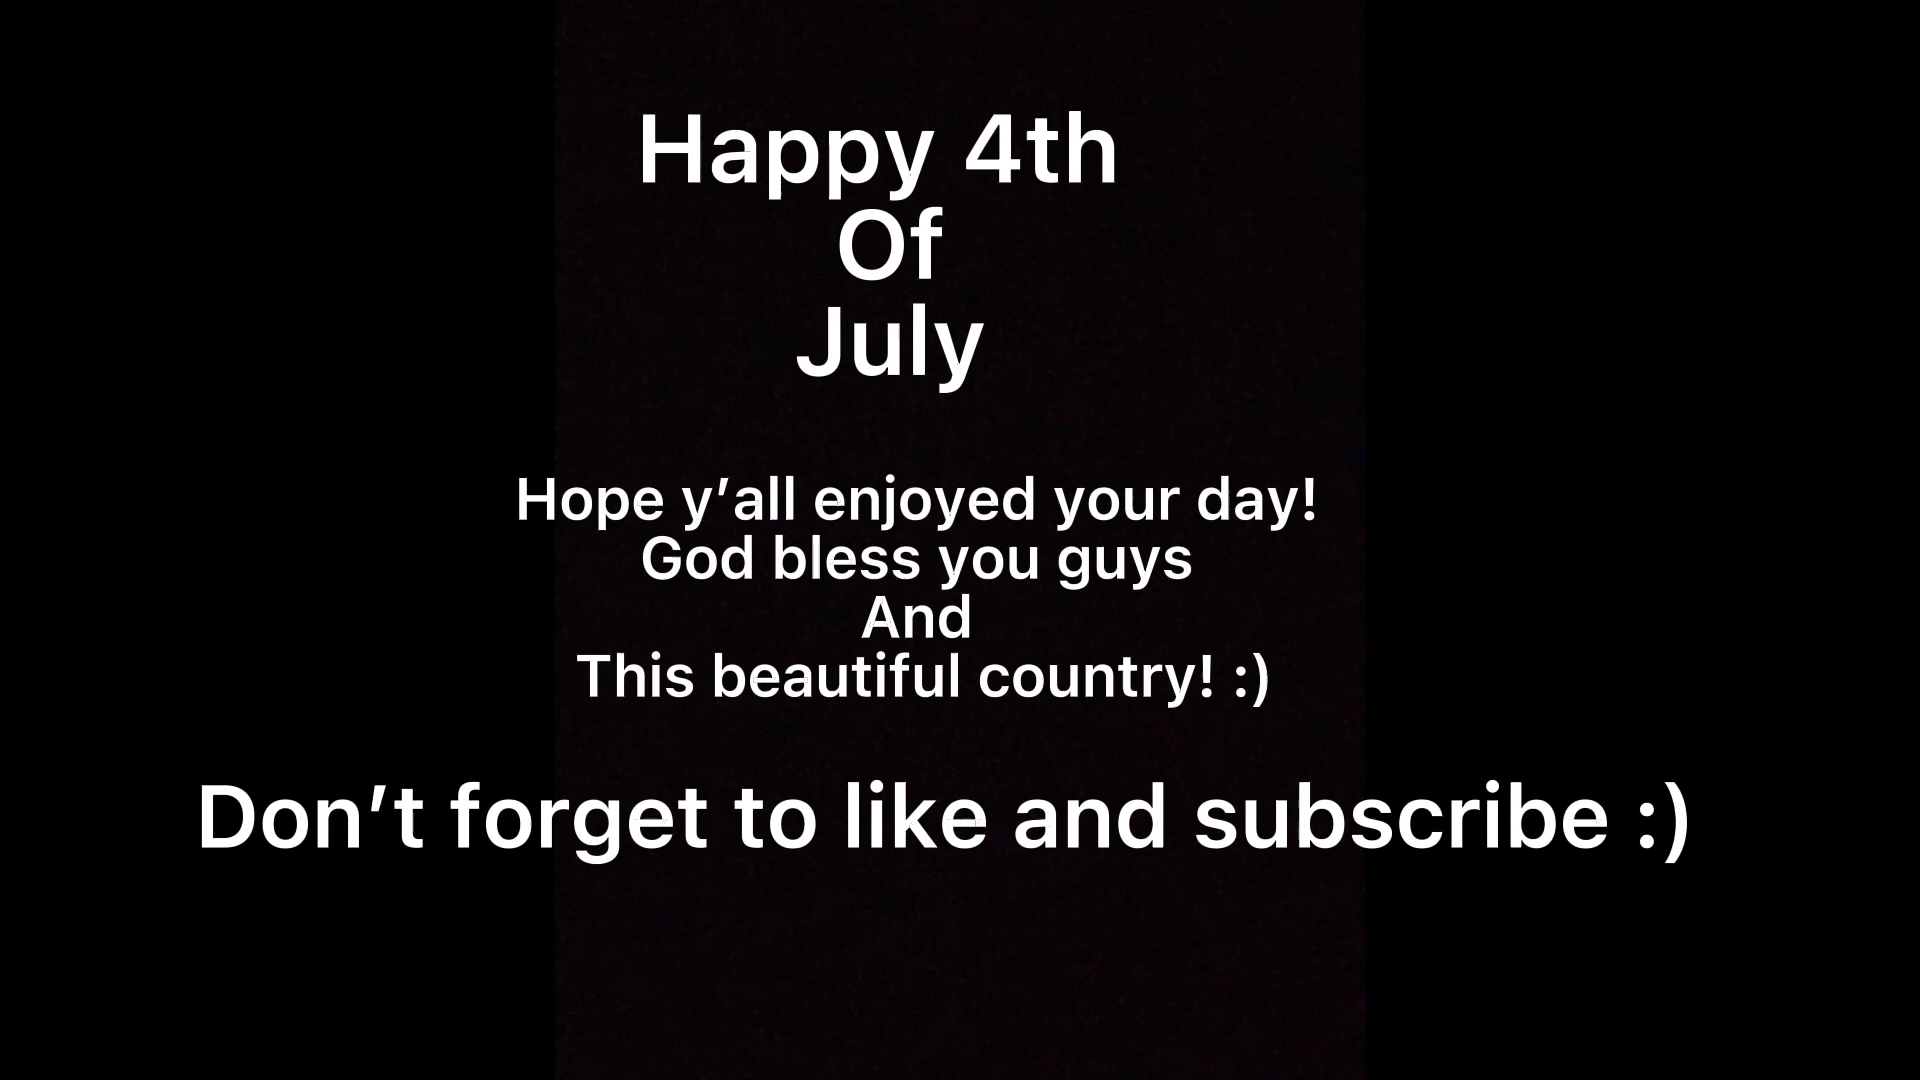 Happy 4th
Of
July
Hope y’all enjoyed your day!
God bless you guys
And
This beautiful country! :)
Don’t forget to like and subscribe :)